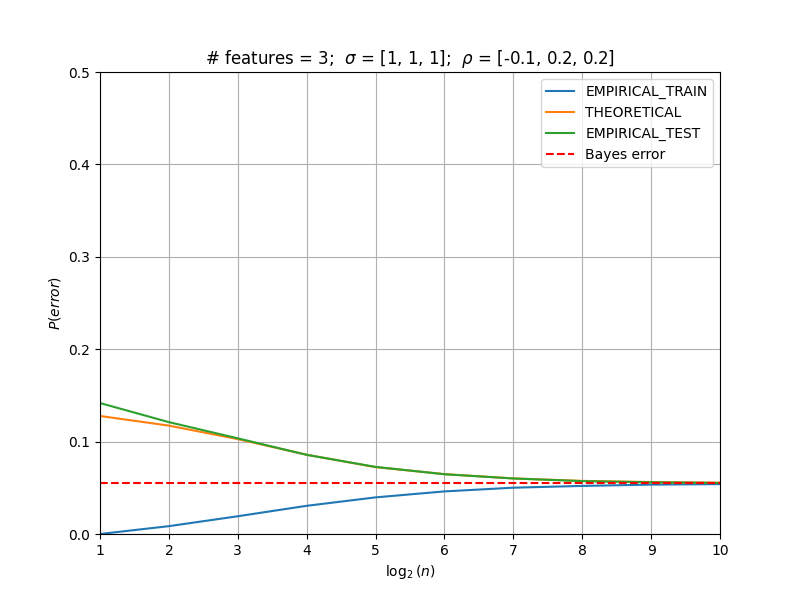 # features = 3; σ = [1, 1, 1]; ρ = [-0.1, 0.2, 0.2]
0.5
0.4
0.3
0.2
0.1
0.0
P(error)
EMPIRICAL_TRAIN
THEORETICAL
EMPIRICAL_TEST
Bayes error
1 2 3 4 5 6 7 8 9 10
log₂(n)